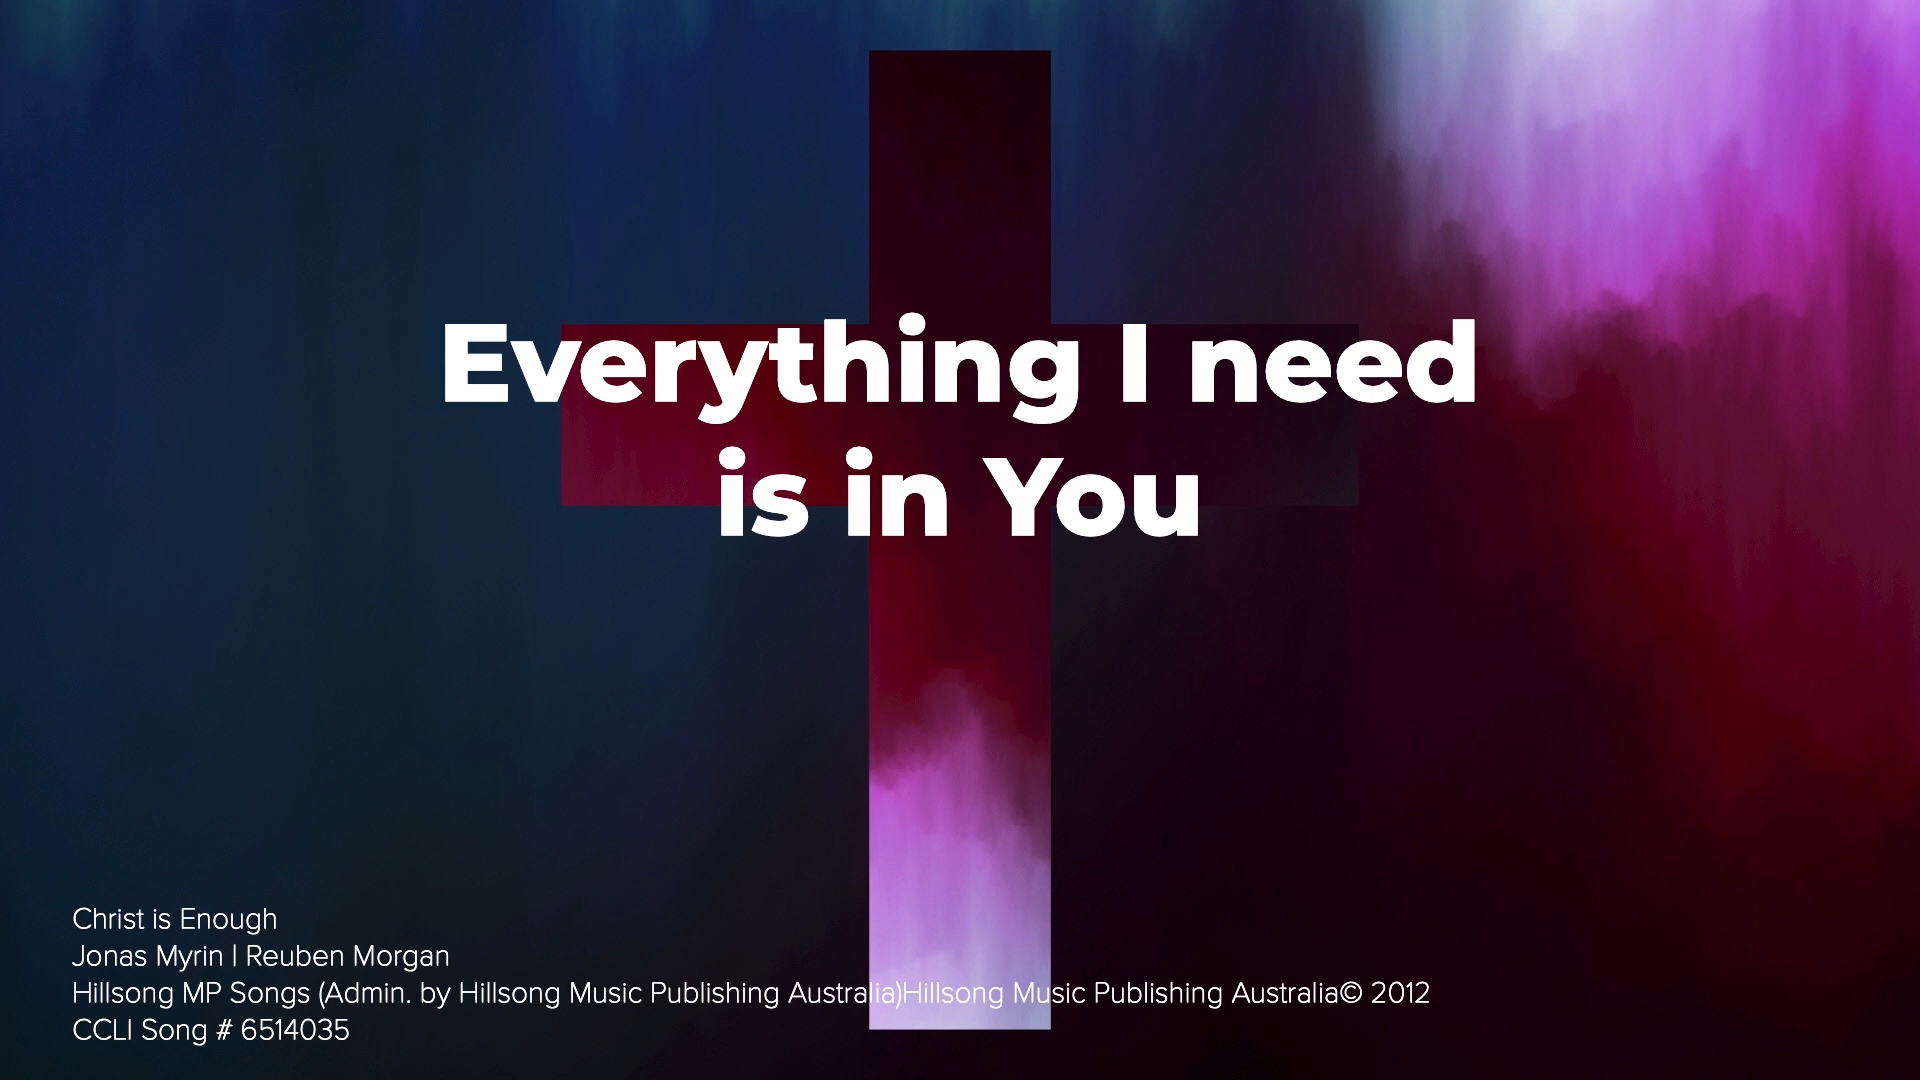 Everything I need
is in You
Christ is Enough
Jonas Myrin | Reuben Morgan
Hillsong MP Songs (Admin. by Hillsong Music Publishing Australia)Hillsong Music Publishing Australia© 2012
CCLI Song # 6514035